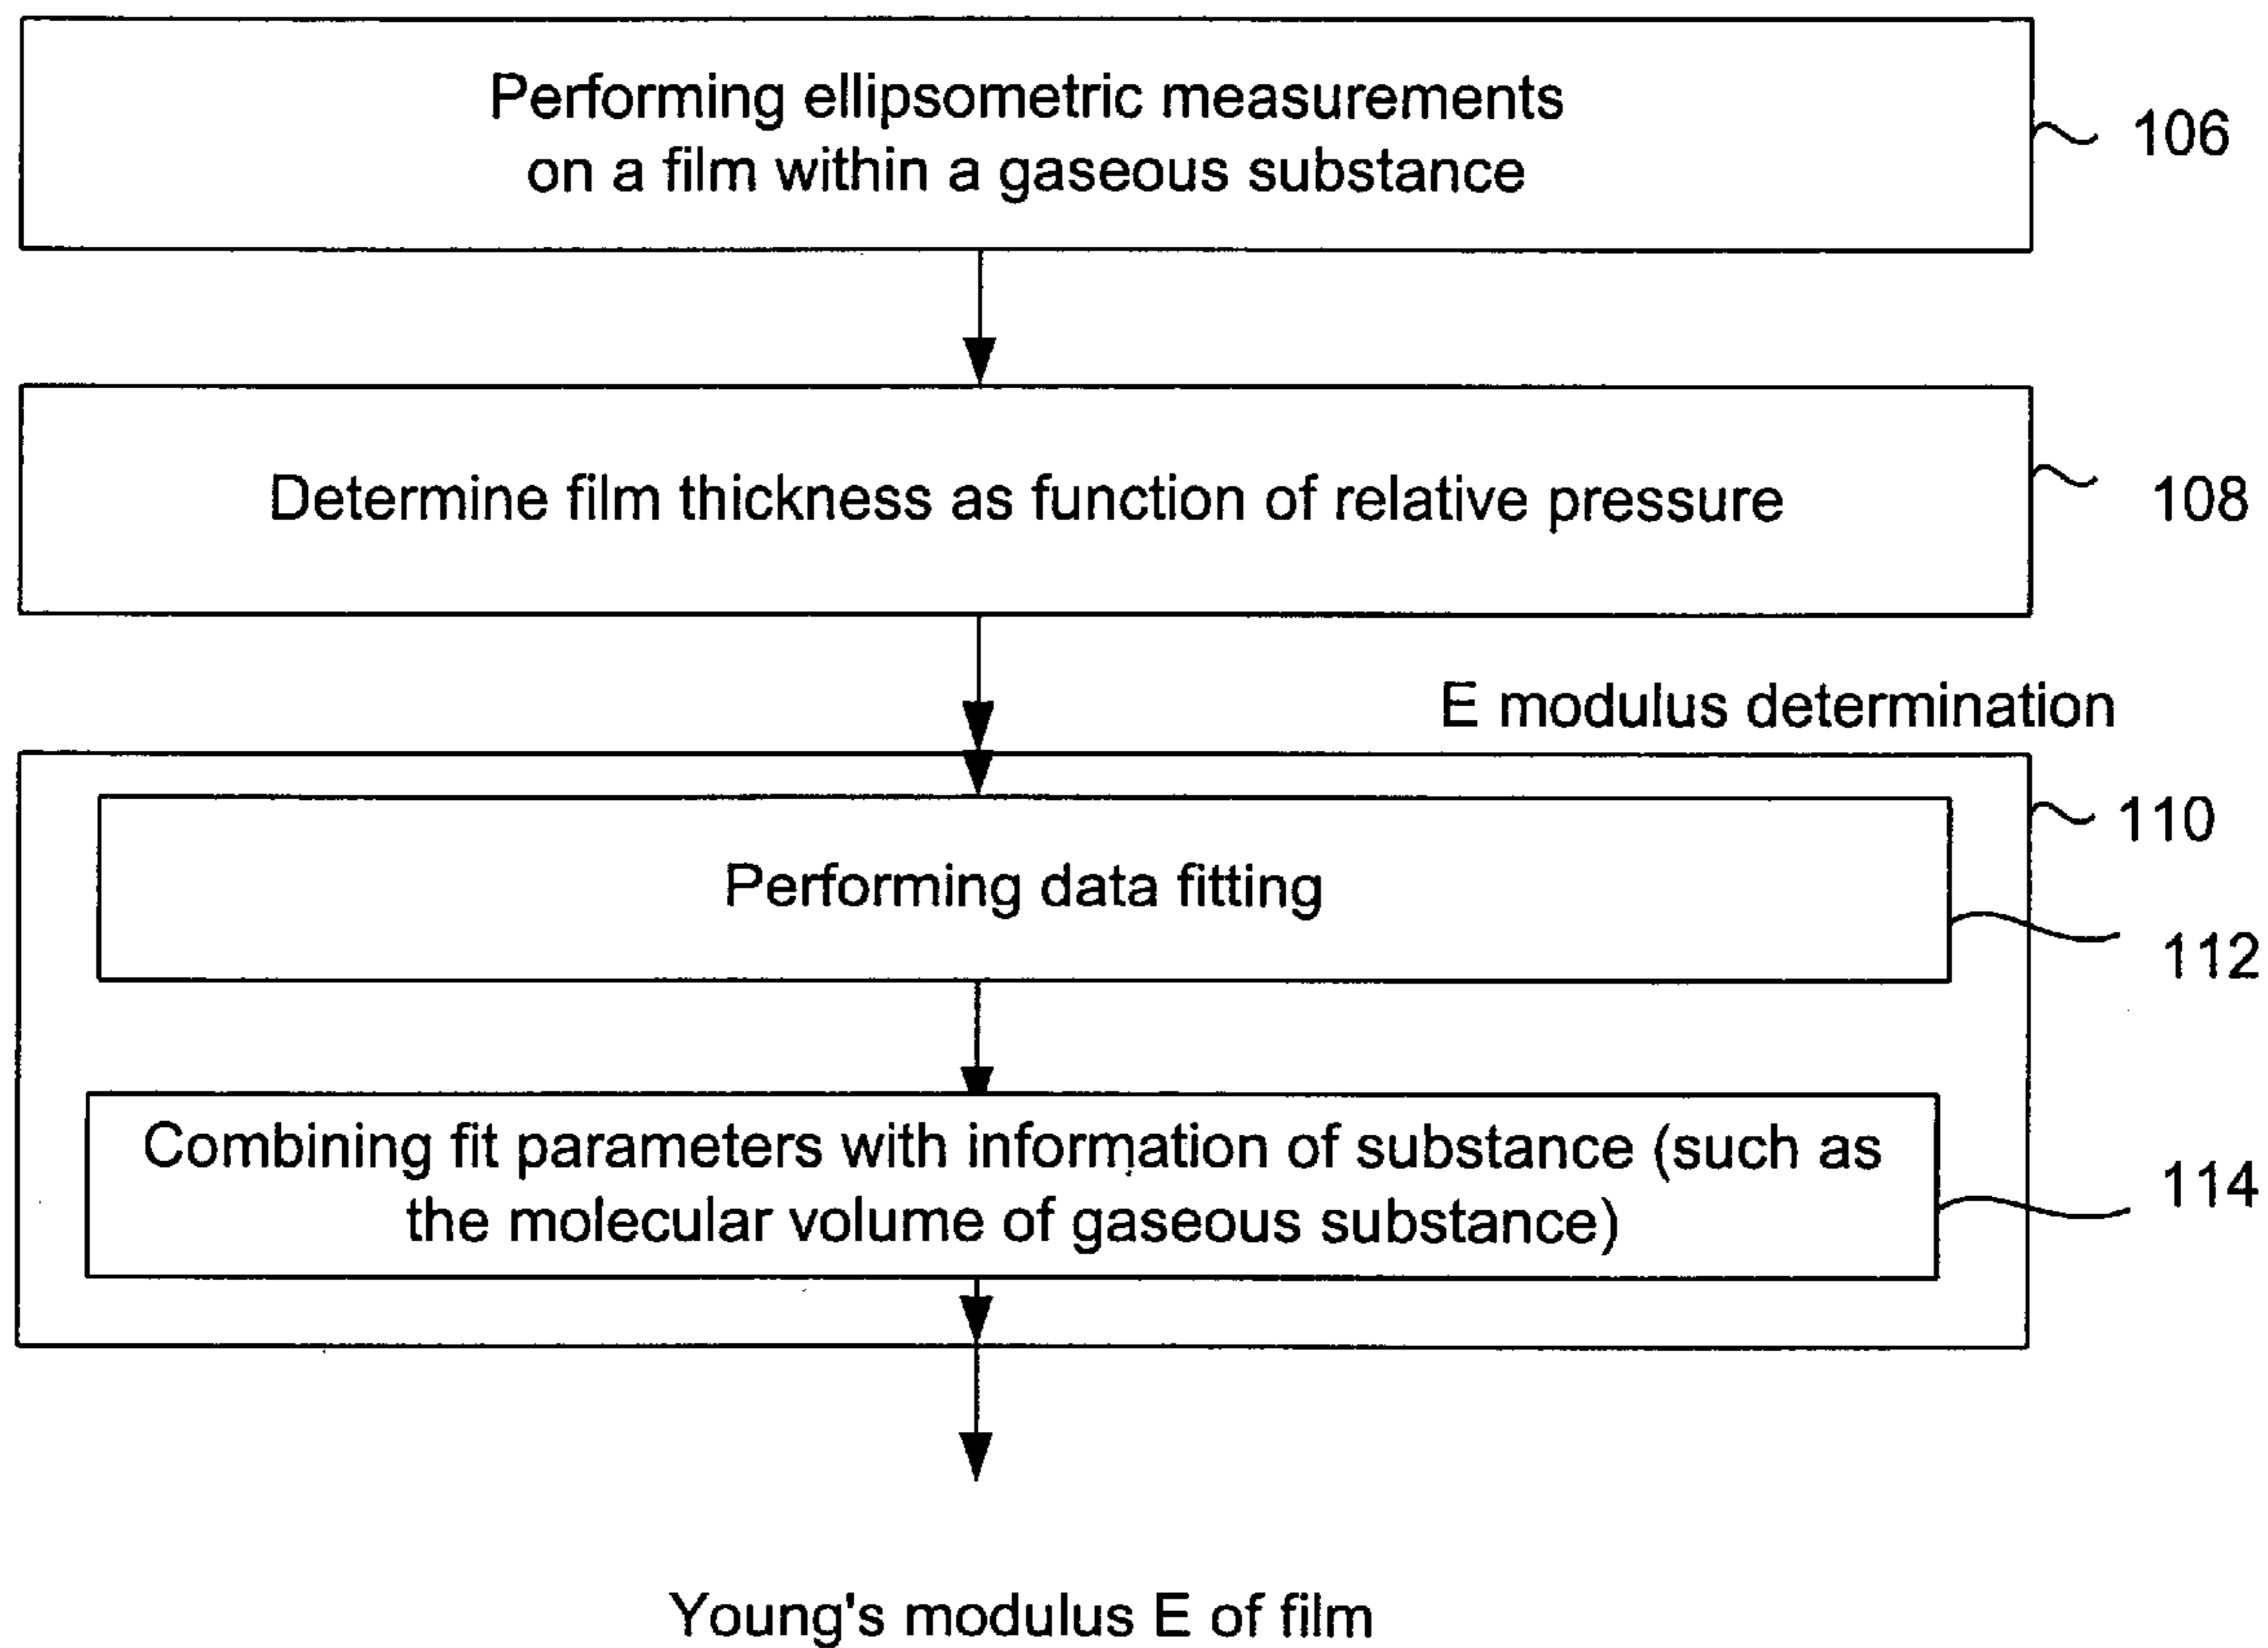 Performing ellipsometric measurements
on a film within a gaseous substance
106
Determine film thickness as function of relative pressure
108
E modulus determination
110
Performing data fitting
112
Combining fit parameters with information of substance (such as
the molecular volume of gaseous substance)
114
Young's modulus E of film